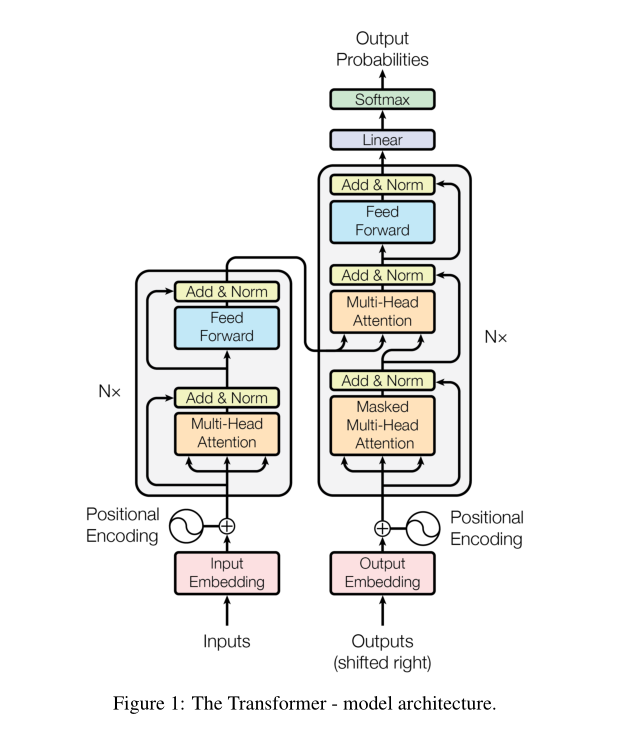 Output
Probabilities
Softmax
Linear
Add & Norm
Feed
Forward
Add & Norm
Multi-Head
Attention
Add & Norm
Masked
Multi-Head
Attention
N×
Add & Norm
Feed
Forward
Add & Norm
Multi-Head
Attention
N×
Positional
Encoding
Positional
Encoding
Input
Embedding
Output
Embedding
Inputs
Outputs
(shifted right)
Figure 1: The Transformer - model architecture.